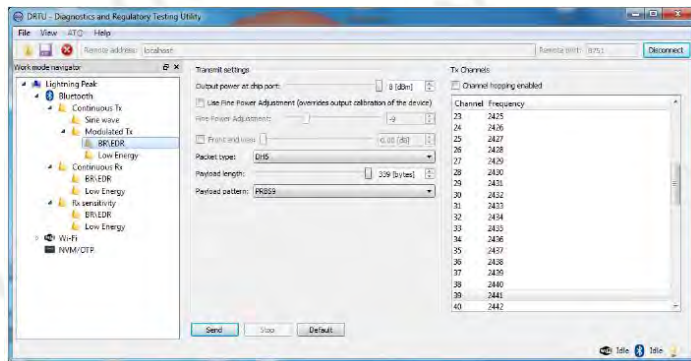 DRTU - Diagnostics and Regulatory Testing Utility
File View ATO Help
Remote address: localhost
Remote port: 8751
Disconnect
Work mode navigator
Lightning Peak
Bluetooth
Continuous Tx
Sine wave
Modulated Tx
BR\EDR
Low Energy
Continuous Rx
BR\EDR
Low Energy
Rx sensitivity
BR\EDR
Low Energy
Wi-Fi
NVM/OTP
Transmit settings
Output power at chip port: 8 [dBm]
Use Fine Power Adjustment (overrides output calibration of the device)
Fine Power Adjustment: -9
Front end loss:
Packet type: DH5
Payload length: 339 [bytes]
Payload pattern: PRBS9
Send Stop Default
Tx Channels
Channel hopping enabled
Channel Frequency
23 2425
24 2426
25 2427
26 2428
27 2429
28 2430
29 2431
30 2432
31 2433
32 2434
33 2435
34 2436
35 2437
36 2438
37 2439
38 2440
39 2441
40 2442
Idle Idle